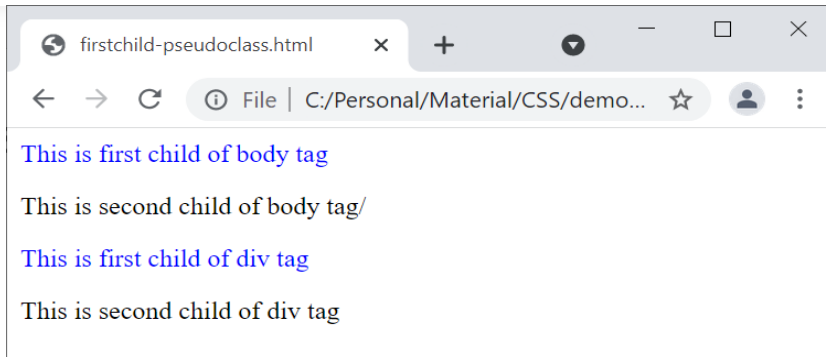 firstchild-pseudoclass.html
File | C:/Personal/Material/CSS/demo...
This is first child of body tag
This is second child of body tag/
This is first child of div tag
This is second child of div tag